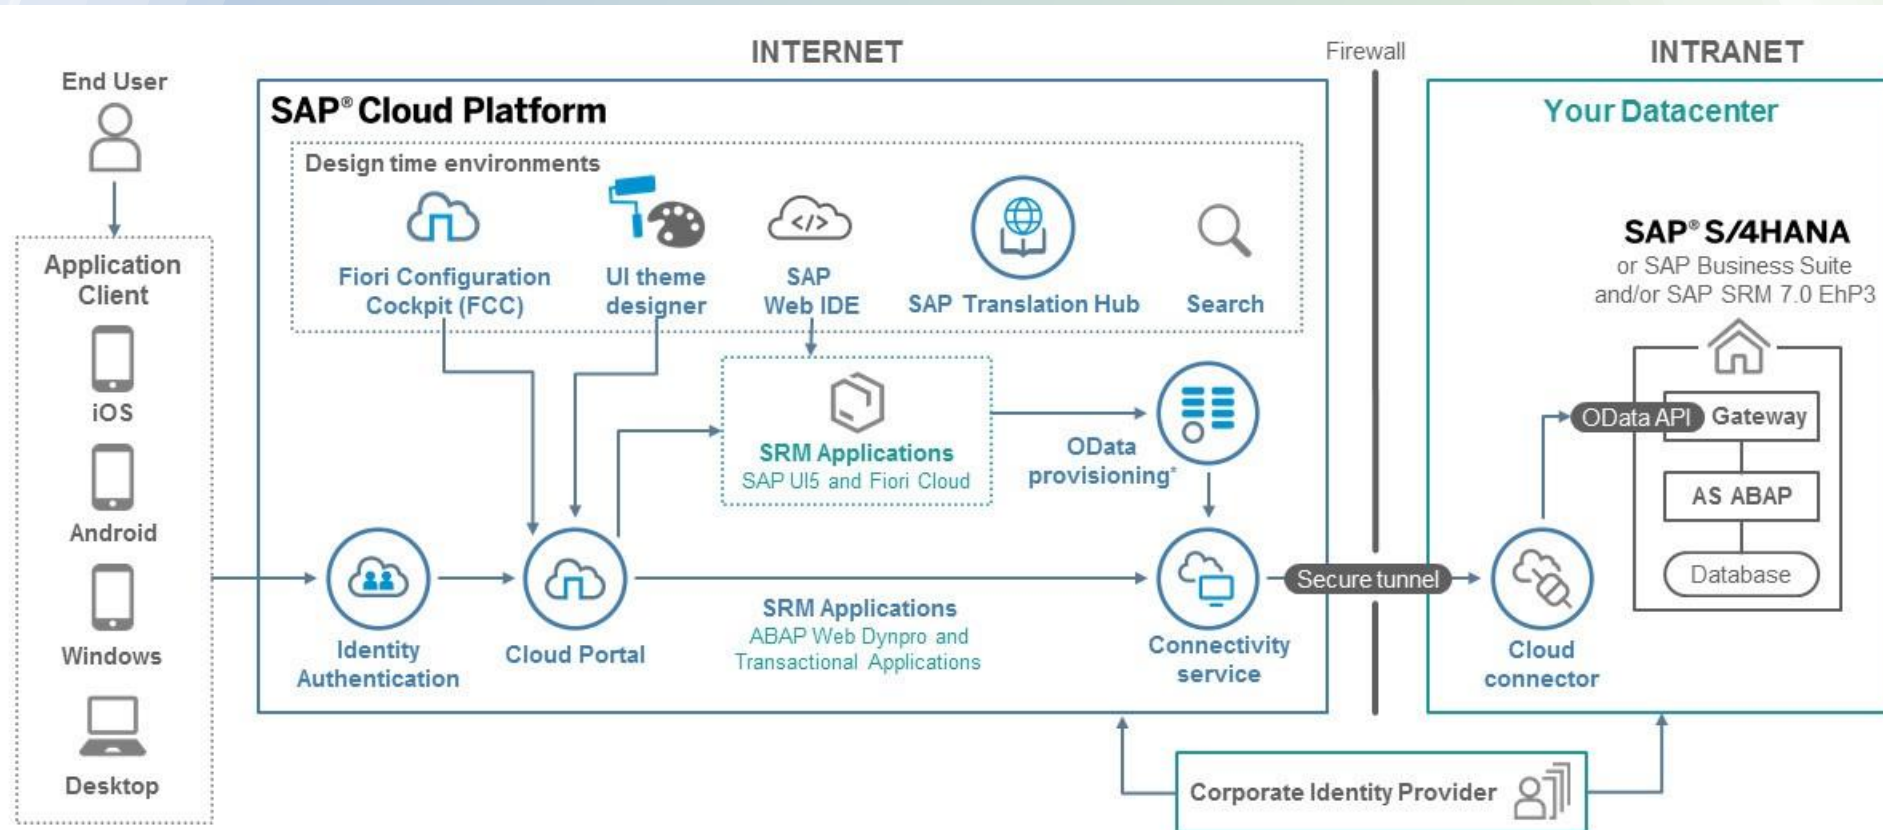 INTERNET
Firewall
INTRANET
End User
SAP® Cloud Platform
Your Datacenter
Design time environments
Fiori Configuration
Cockpit (FCC)
UI theme
designer
SAP
Web IDE
SAP Translation Hub
Search
Application
Client
iOS
Android
Windows
Desktop
SAP® S/4HANA
or SAP Business Suite
and/or SAP SRM 7.0 EhP3
SRM Applications
SAP UI5 and Fiori Cloud
OData
provisioning*
OData API
Gateway
AS ABAP
Database
Identity
Authentication
Cloud Portal
SRM Applications
ABAP Web Dynpro and
Transactional Applications
Connectivity
service
Secure tunnel
Cloud
connector
Corporate Identity Provider